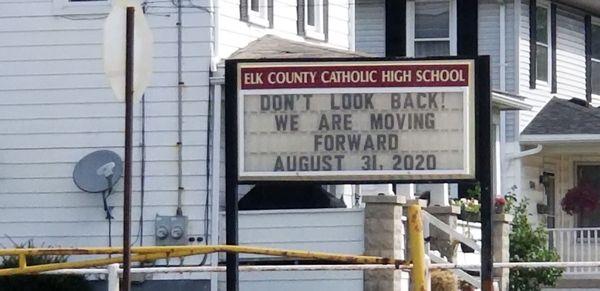 ELK COUNTY CATHOLIC HIGH SCHOOL
DON'T LOOK BACK!
WE ARE MOVING
FORWARD
AUGUST 31, 2020